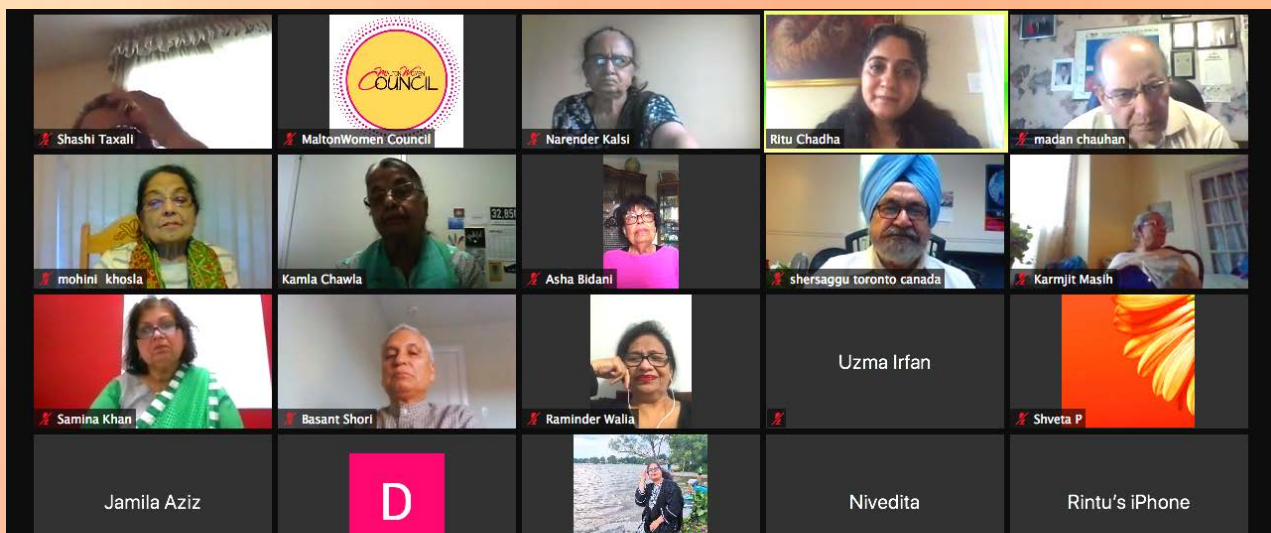 Shashi Taxali
Malton Women
COUNCIL
MaltonWomen Council
Narender Kalsi
Ritu Chadha
madan chauhan
mohini khosla
32,850
Kamla Chawla
Asha Bidani
shersaggu toronto canada
Karmjit Masih
Samina Khan
Basant Shori
Raminder Walia
Uzma Irfan
Shveta P
Jamila Aziz
D
Nivedita
Rintu's iPhone